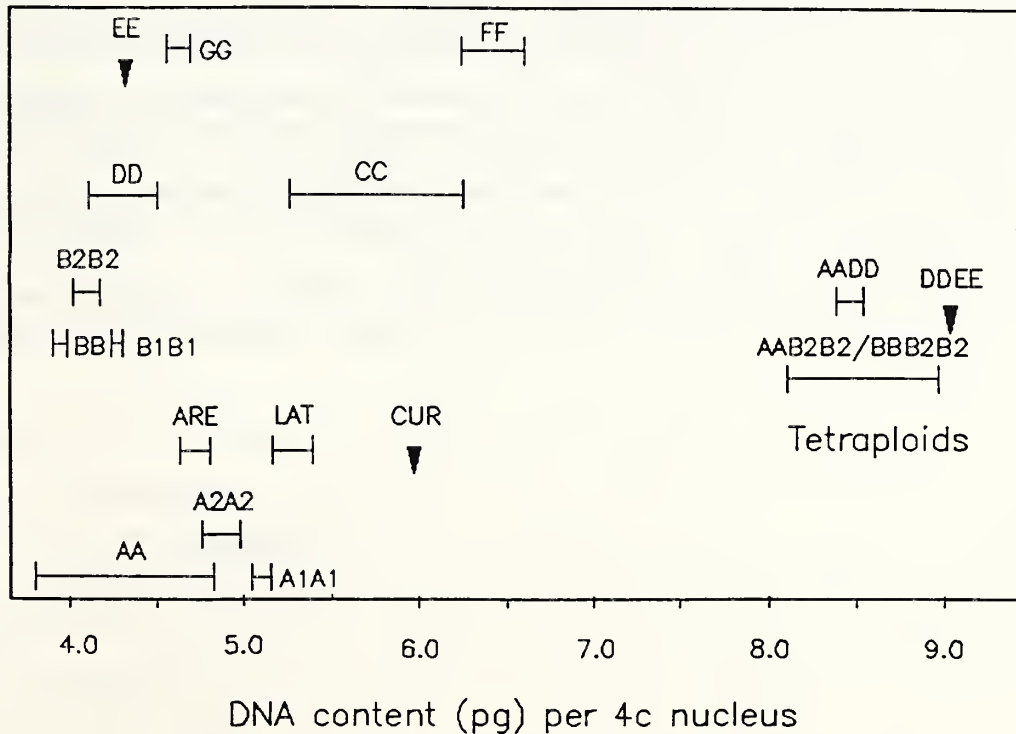 EE
GG
FF
DD
CC
B2B2
AADD
DDEE
BB
B1B1
AAB2B2/BBB2B2
ARE
LAT
CUR
Tetraploids
A2A2
AA
A1A1
4.0 5.0 6.0 7.0 8.0 9.0
DNA content (pg) per 4c nucleus